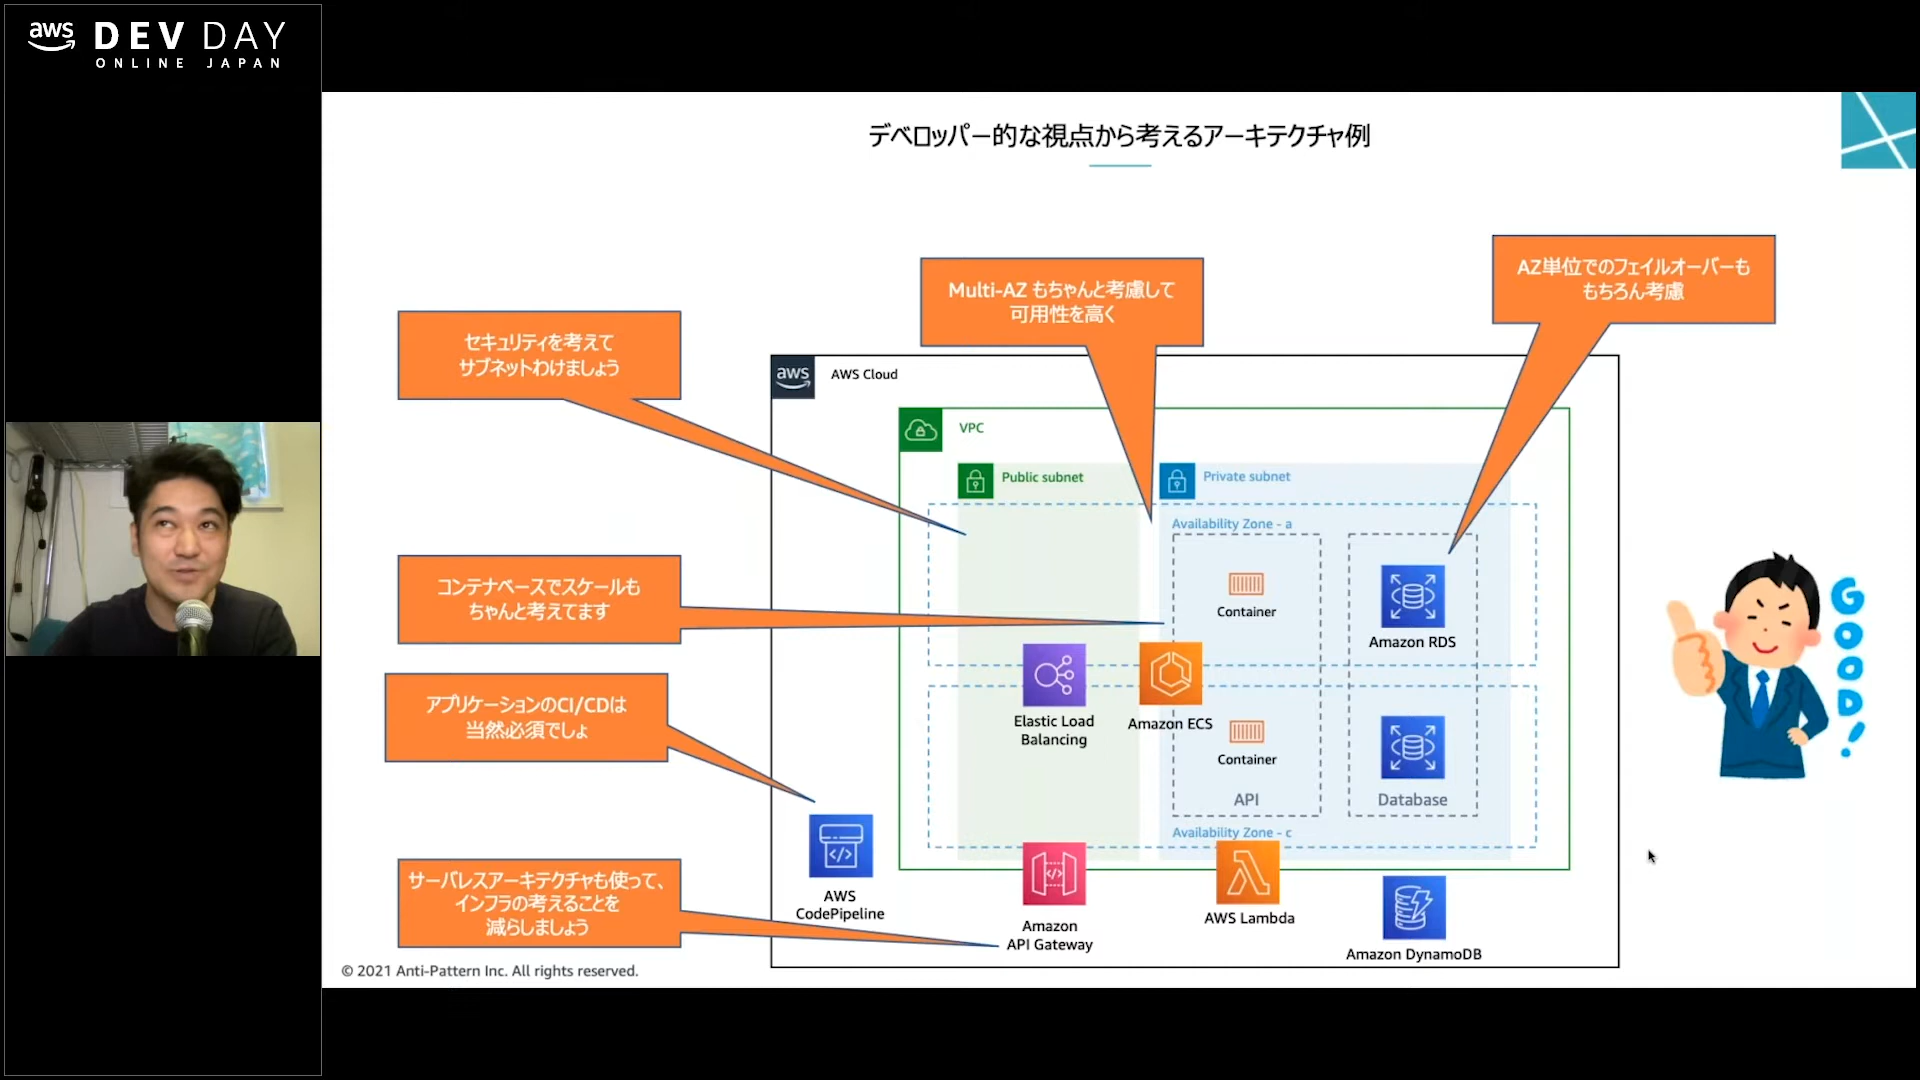 aws DEV DAY
ONLINE JAPAN
デベロッパー的な視点から考えるアーキテクチャ例
AZ単位でのフェイルオーバーも
もちろん考慮
Multi-AZ もちゃんと考慮して
可用性を高く
セキュリティを考えて
サブネットわけましょう
aws
AWS Cloud
VPC
Public subnet
Private subnet
Availability Zone - a
Container
Amazon RDS
コンテナベースでスケールも
ちゃんと考えてます
Elastic Load
Balancing
Amazon ECS
Container
API
Database
Availability Zone - c
アプリケーションのCI/CDは
当然必須でしょ
AWS
CodePipeline
サーバレスアーキテクチャも使って、
インフラの考えることを
減らしましょう
Amazon
API Gateway
AWS Lambda
Amazon DynamoDB
GOOD!
© 2021 Anti-Pattern Inc. All rights reserved.